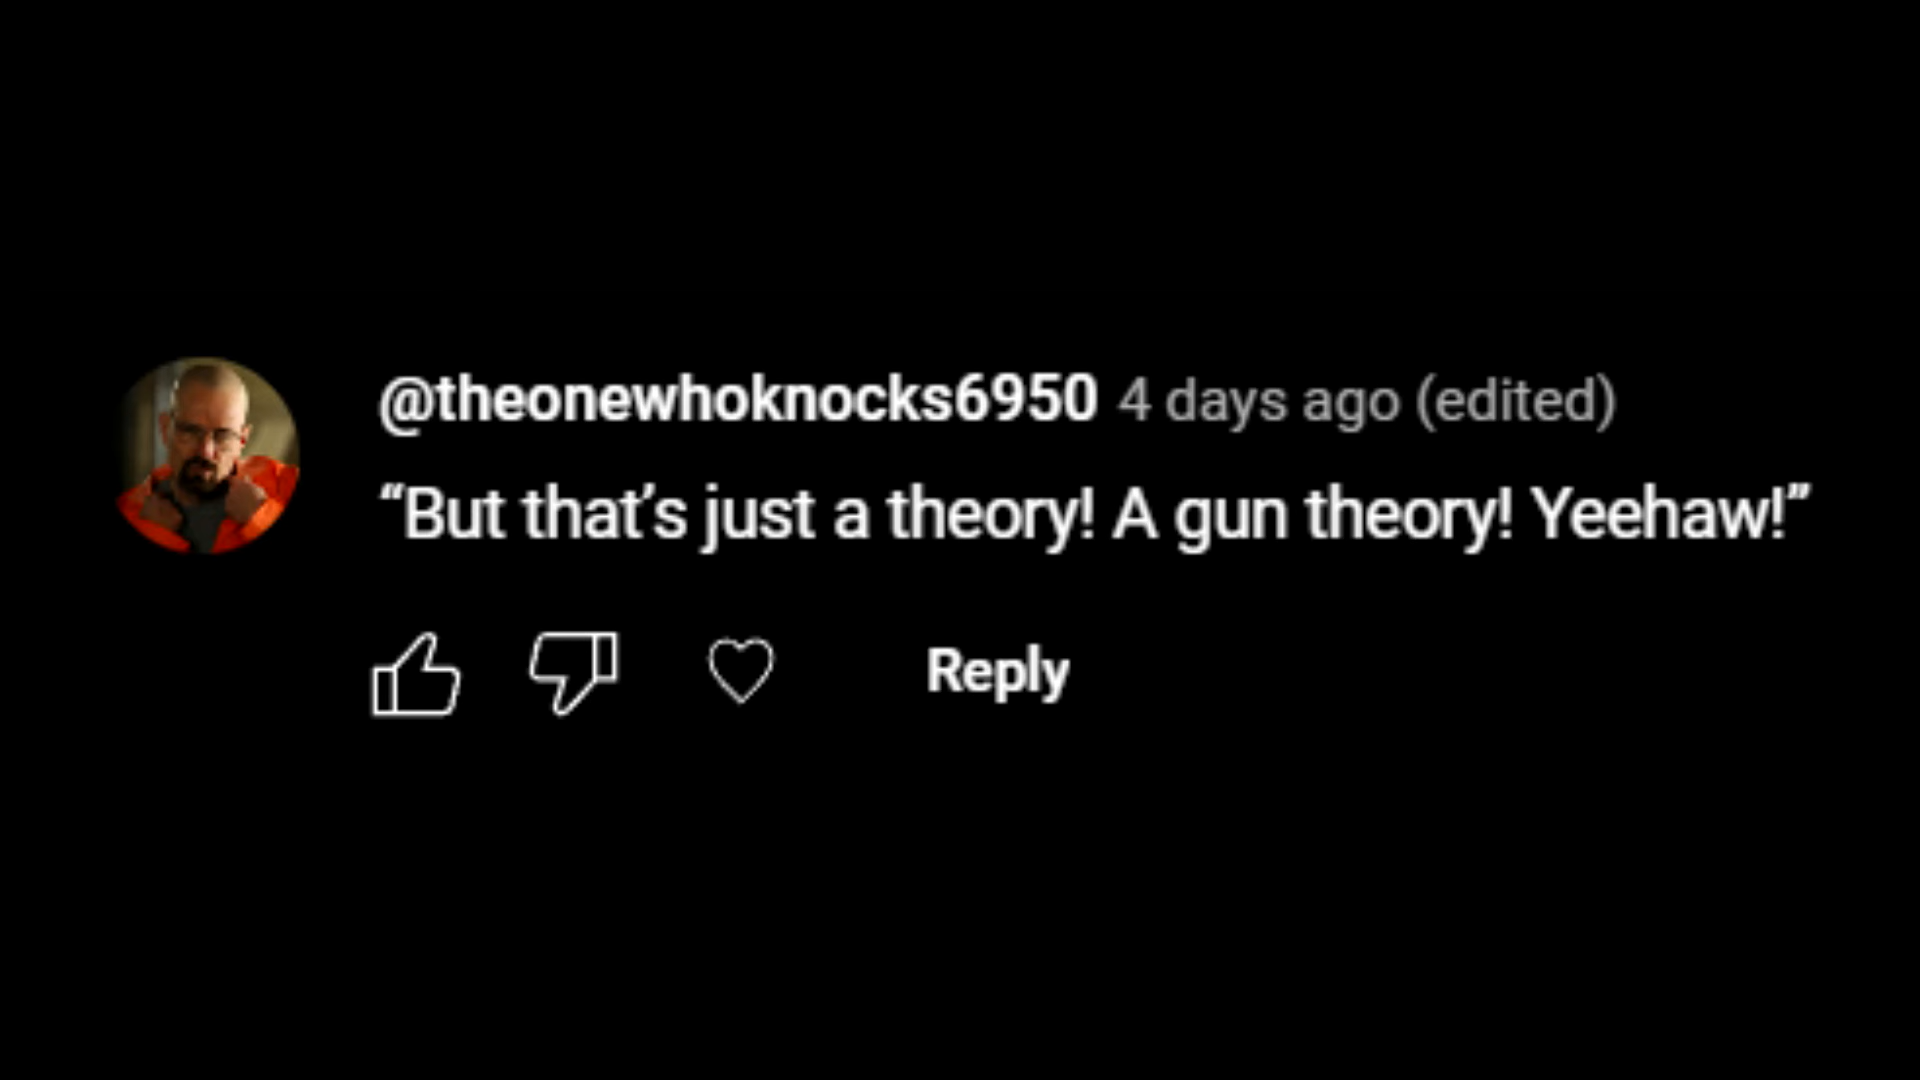 @theonewhoknocks6950 4 days ago (edited)
“But that’s just a theory! A gun theory! Yeehaw!”
Reply